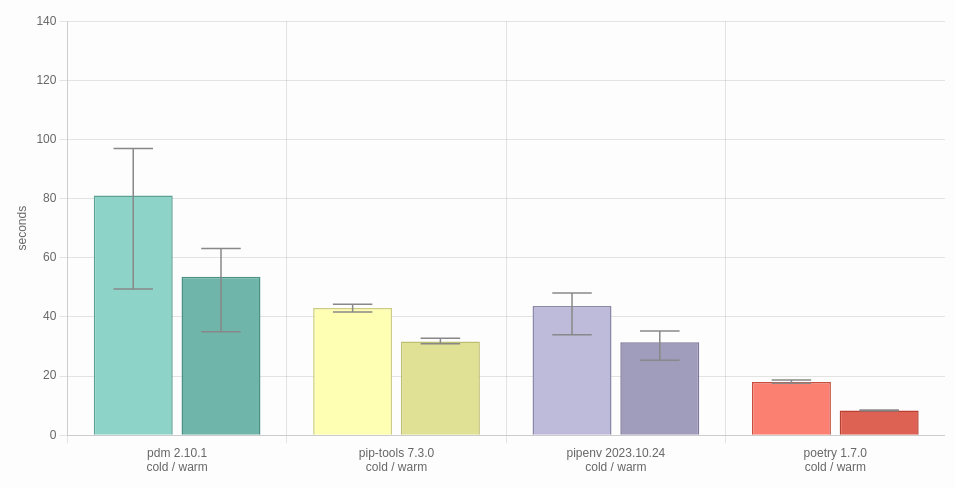 140
120
100
80
60
40
20
0
seconds
pdm 2.10.1
cold / warm
pip-tools 7.3.0
cold / warm
pipenv 2023.10.24
cold / warm
poetry 1.7.0
cold / warm